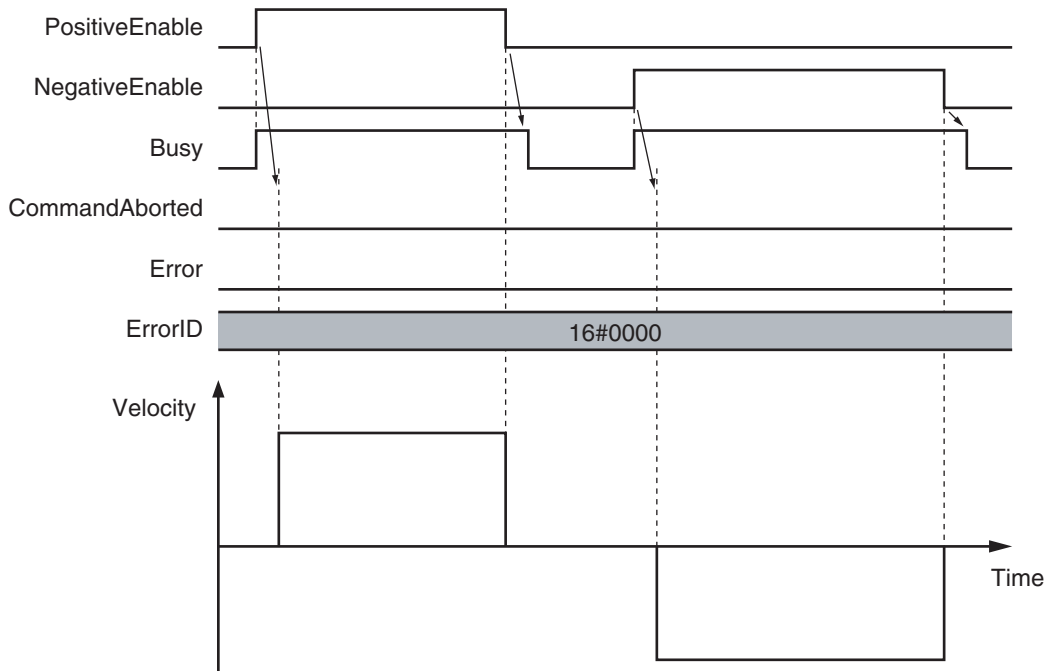 PositiveEnable
NegativeEnable
Busy
CommandAborted
Error
ErrorID
16#0000
Velocity
Time